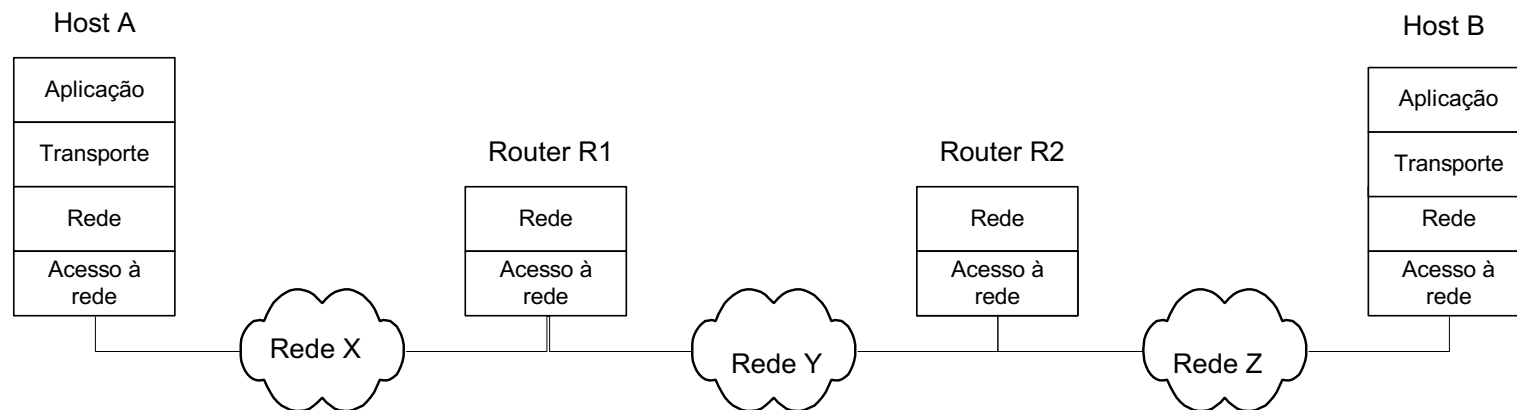 Host A
Host B
Aplicação
Aplicação
Transporte
Router R1
Router R2
Transporte
Rede
Rede
Rede
Rede
Acesso à
rede
Acesso à
rede
Acesso à
rede
Acesso à
rede
Rede X
Rede Y
Rede Z